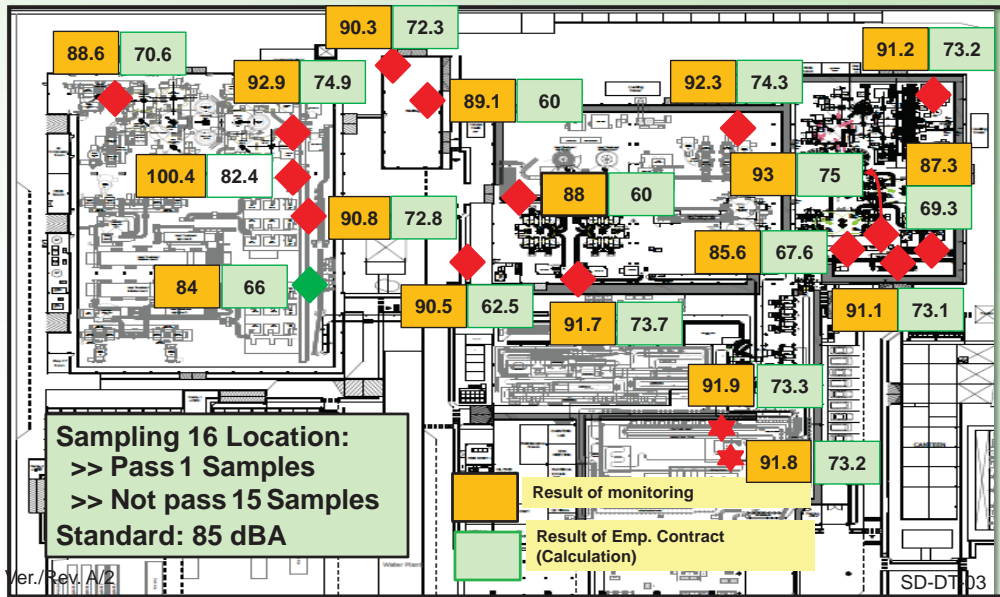 90.3 72.3
88.6 70.6
91.2 73.2
92.9 74.9
92.3 74.3
89.1 60
100.4 82.4
88 60
93 75
87.3
69.3
90.8 72.8
85.6 67.6
84 66
90.5 62.5
91.7 73.7
91.1 73.1
91.9 73.3
91.8 73.2
Sampling 16 Location:
>> Pass 1 Samples
>> Not pass 15 Samples
Standard: 85 dBA
Result of monitoring
Result of Emp. Contract
(Calculation)
CANTEEN
Water Plant
Ver./Rev. A/2
SD-DT-03